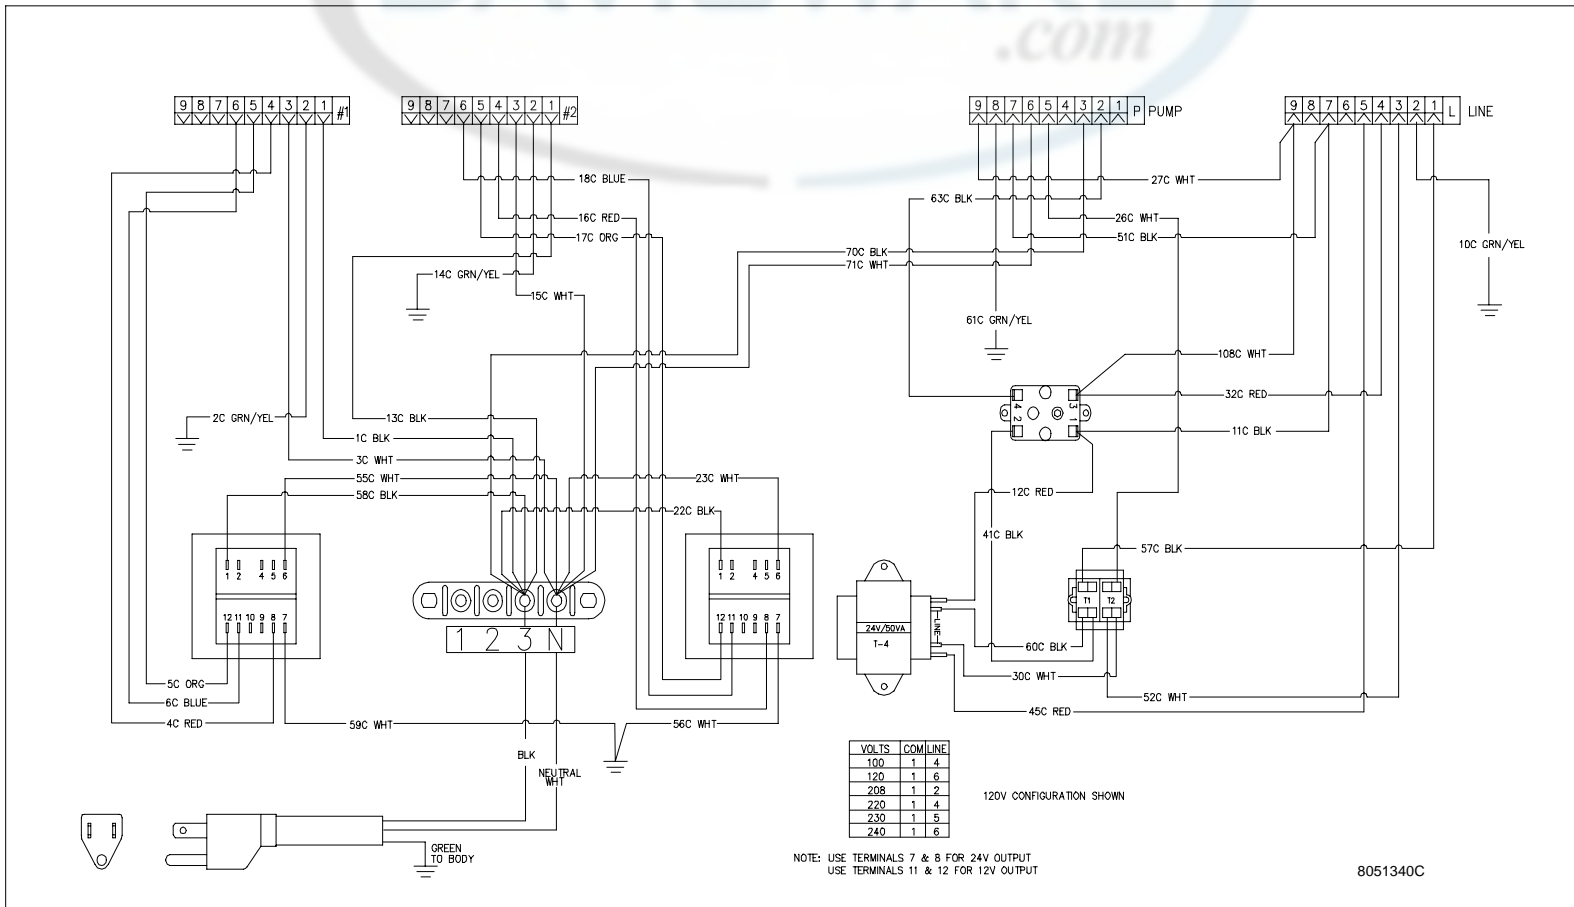 .com
9 8 7 6 5 4 3 2 1 #1
9 8 7 6 5 4 3 2 1 #2
9 8 7 6 5 4 3 2 1 P PUMP
9 8 7 6 5 4 3 2 1 L LINE
18C BLUE
27C WHT
63C BLK
16C RED
26C WHT
17C ORG
51C BLK
10C GRN/YEL
70C BLK
71C WHT
14C GRN/YEL
15C WHT
61C GRN/YEL
108C WHT
32C RED
4 3
2 1
2C GRN/YEL
13C BLK
11C BLK
1C BLK
3C WHT
55C WHT
23C WHT
58C BLK
12C RED
22C BLK
41C BLK
57C BLK
1 2 4 5 6
12 11 10 9 8 7
1 2 4 5 6
12 11 10 9 8 7
T1 T2
24V/50VA
T-4
LINE
1 2 3 N
60C BLK
30C WHT
5C ORG
6C BLUE
52C WHT
45C RED
4C RED
59C WHT
56C WHT
BLK
NEUTRAL
WHT
VOLTS COM LINE
100 1 4
120 1 6
208 1 2
220 1 4
230 1 5
240 1 6
120V CONFIGURATION SHOWN
GREEN
TO BODY
NOTE: USE TERMINALS 7 & 8 FOR 24V OUTPUT
USE TERMINALS 11 & 12 FOR 12V OUTPUT
8051340C